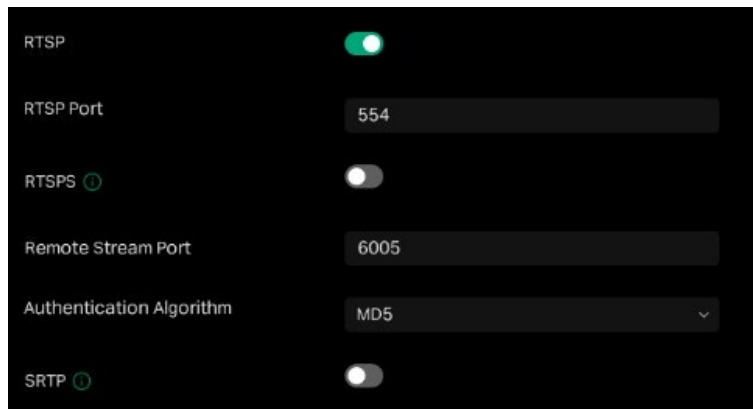 RTSP
RTSP Port 554
RTSPS
Remote Stream Port 6005
Authentication Algorithm MD5
SRTP